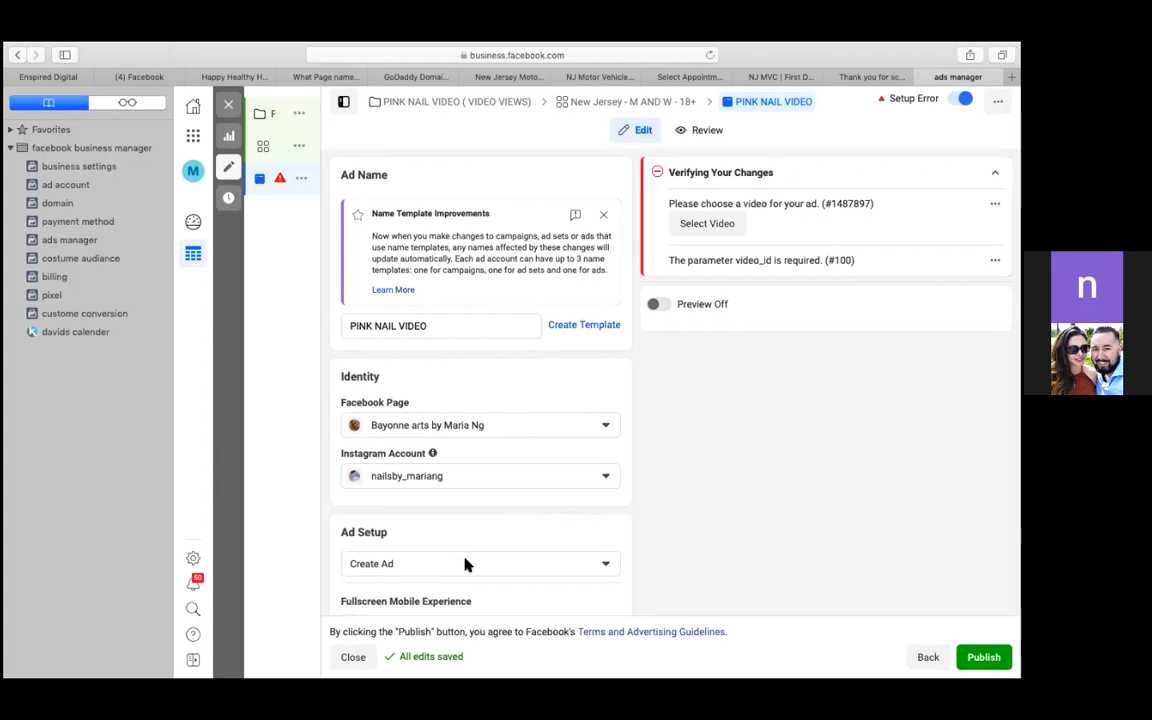 business.facebook.com
Enspired Digital
(4) Facebook
Happy Healthy H...
What Page name...
GoDaddy Domai...
New Jersey Moto...
NJ Motor Vehicle...
Select Appointm...
NJ MVC | First D...
Thank you for sc...
ads manager
Favorites
facebook business manager
business settings
ad account
domain
payment method
ads manager
costume audiance
billing
pixel
custome conversion
davids calender
M
50
F
PINK NAIL VIDEO ( VIDEO VIEWS)
New Jersey - M AND W - 18+
PINK NAIL VIDEO
Setup Error
Edit
Review
Ad Name
Name Template Improvements
Now when you make changes to campaigns, ad sets or ads that
use name templates, any names affected by these changes will
update automatically. Each ad account can have up to 3 name
templates: one for campaigns, one for ad sets and one for ads.
Learn More
PINK NAIL VIDEO
Create Template
Identity
Facebook Page
Bayonne arts by Maria Ng
Instagram Account
nailsby_mariang
Ad Setup
Create Ad
Fullscreen Mobile Experience
Verifying Your Changes
Please choose a video for your ad. (#1487897)
Select Video
The parameter video_id is required. (#100)
Preview Off
By clicking the "Publish" button, you agree to Facebook's Terms and Advertising Guidelines.
Close
All edits saved
Back
Publish
n